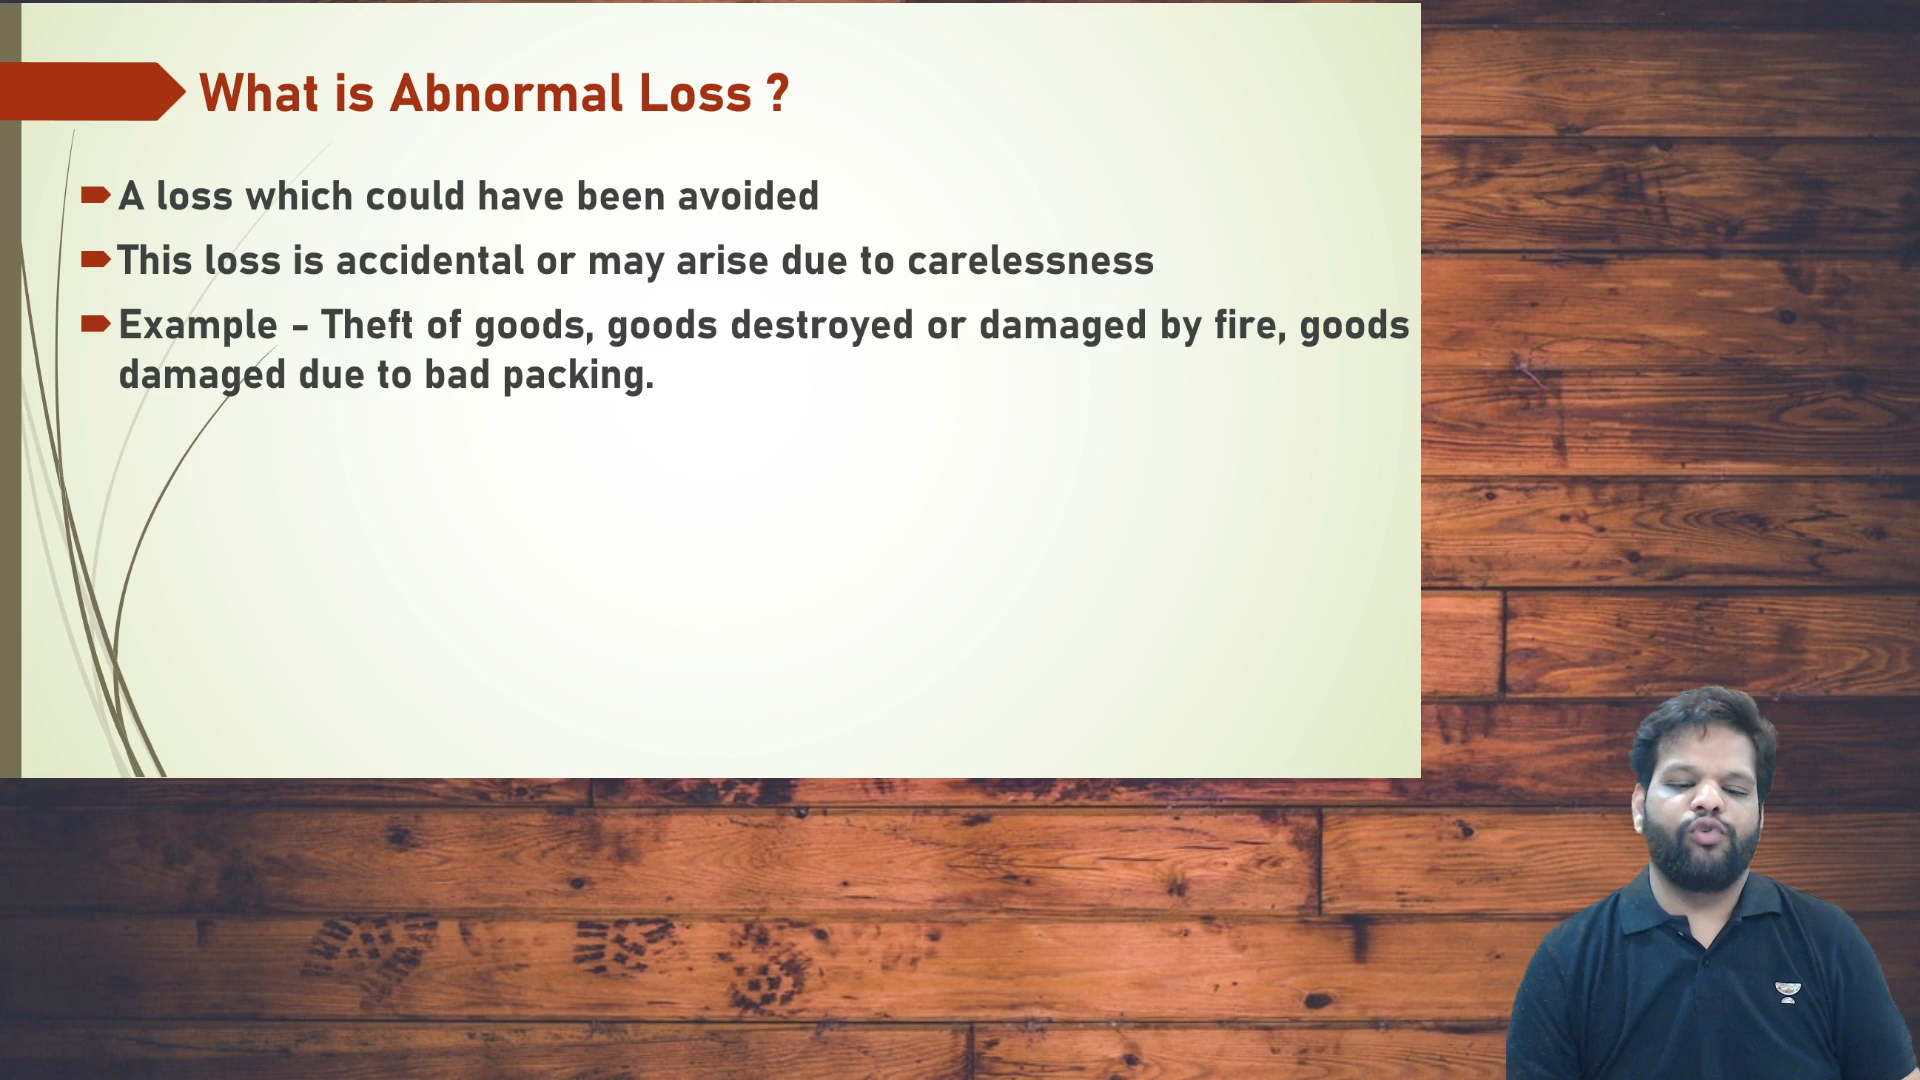 What is Abnormal Loss ?
A loss which could have been avoided
This loss is accidental or may arise due to carelessness
Example - Theft of goods, goods destroyed or damaged by fire, goods
damaged due to bad packing.